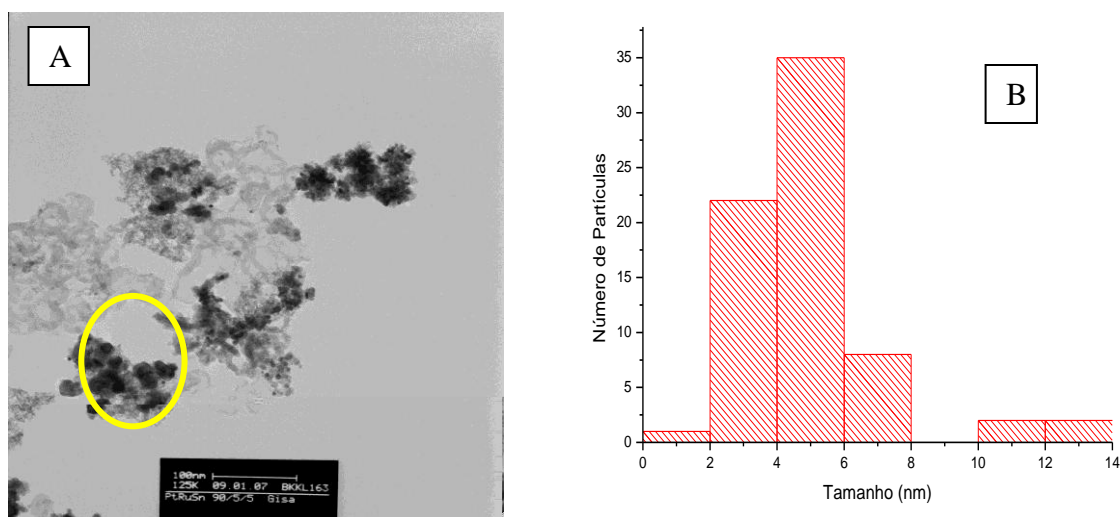 A
100nm
125K 09.01.07 BKKL163
PtRuSn 90/5/5 Gisa
B
35
30
25
20
15
10
5
0
Número de Partículas
0 2 4 6 8 10 12 14
Tamanho (nm)